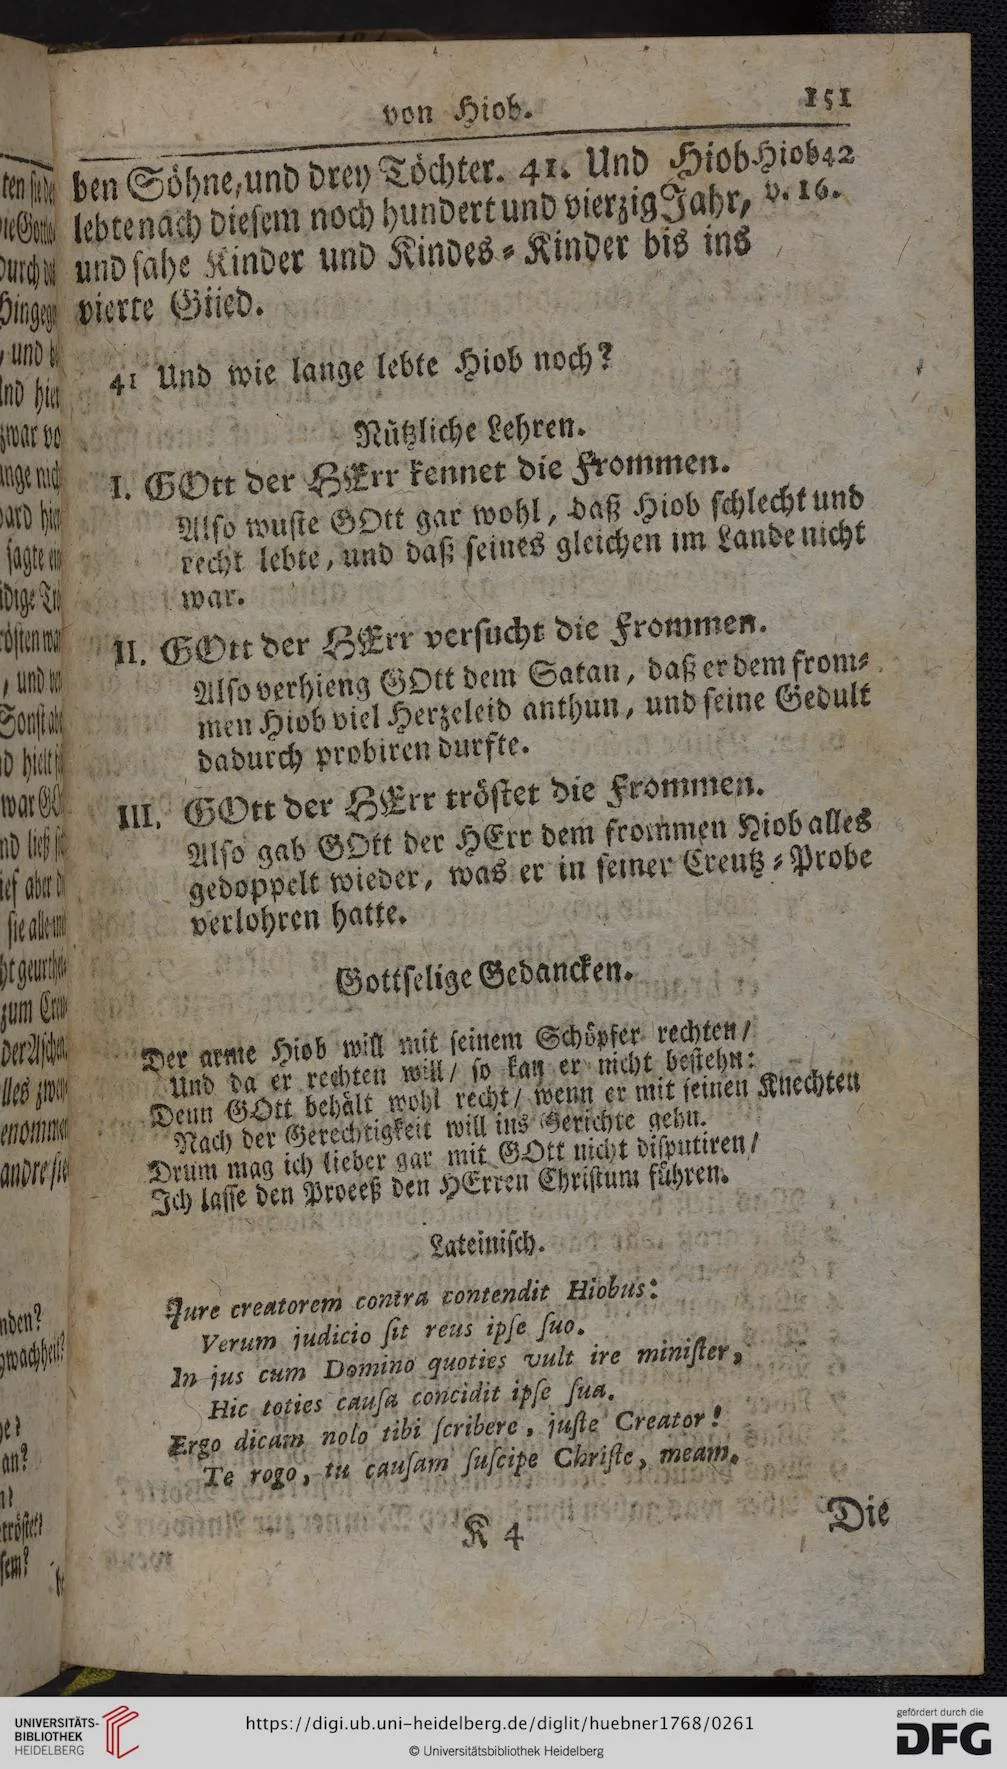 von Hiob. 151
ben Söhne, und drey Töchter. 41. Und Hiob Hiob 42
lebte nach diesem noch hundert und vierzig Jahr, v. 16.
und sahe Kinder und Kindes-Kinder bis ins
vierte Glied.
41 Und wie lange lebte Hiob noch?
Nützliche Lehren.
I. GOtt der HErr kennet die Frommen.
Also wuste GOtt gar wohl, daß Hiob schlecht und
recht lebte, und daß seines gleichen im Lande nicht
war.
II. GOtt der HErr versucht die Frommen.
Also verhieng GOtt dem Satan, daß er dem from-
men Hiob viel Herzeleid anthun, und seine Gedult
dadurch probiren durfte.
III. GOtt der HErr tröstet die Frommen.
Also gab GOtt der HErr dem frommen Hiob alles
gedoppelt wieder, was er in seiner Creutz-Probe
verlohren hatte.
Gottselige Gedancken.
Der arme Hiob will mit seinem Schöpfer rechten/
Und da er rechten will/ so kan er nicht bestehn:
Denn GOtt behält wohl recht/ wenn er mit seinen Knechten
Nach der Gerechtigkeit will ins Gerichte gehn.
Drum mag ich lieber gar mit GOtt nicht disputiren/
Ich lasse den Proceß den HErren Christum führen.
Lateinisch.
Jure creatorem contra contendit Hiobus:
Verum judicio sit reus ipse suo.
In jus cum Domino quoties vult ire minister,
Hic toties causa concidit ipse sua.
Ergo dicam nolo tibi scribere, juste Creator!
Te rogo, tu causam suscipe Christe, meam.
K 4 Die
UNIVERSITÄTS-
BIBLIOTHEK
HEIDELBERG
https://digi.ub.uni-heidelberg.de/diglit/huebner1768/0261
© Universitätsbibliothek Heidelberg
gefördert durch die
DFG